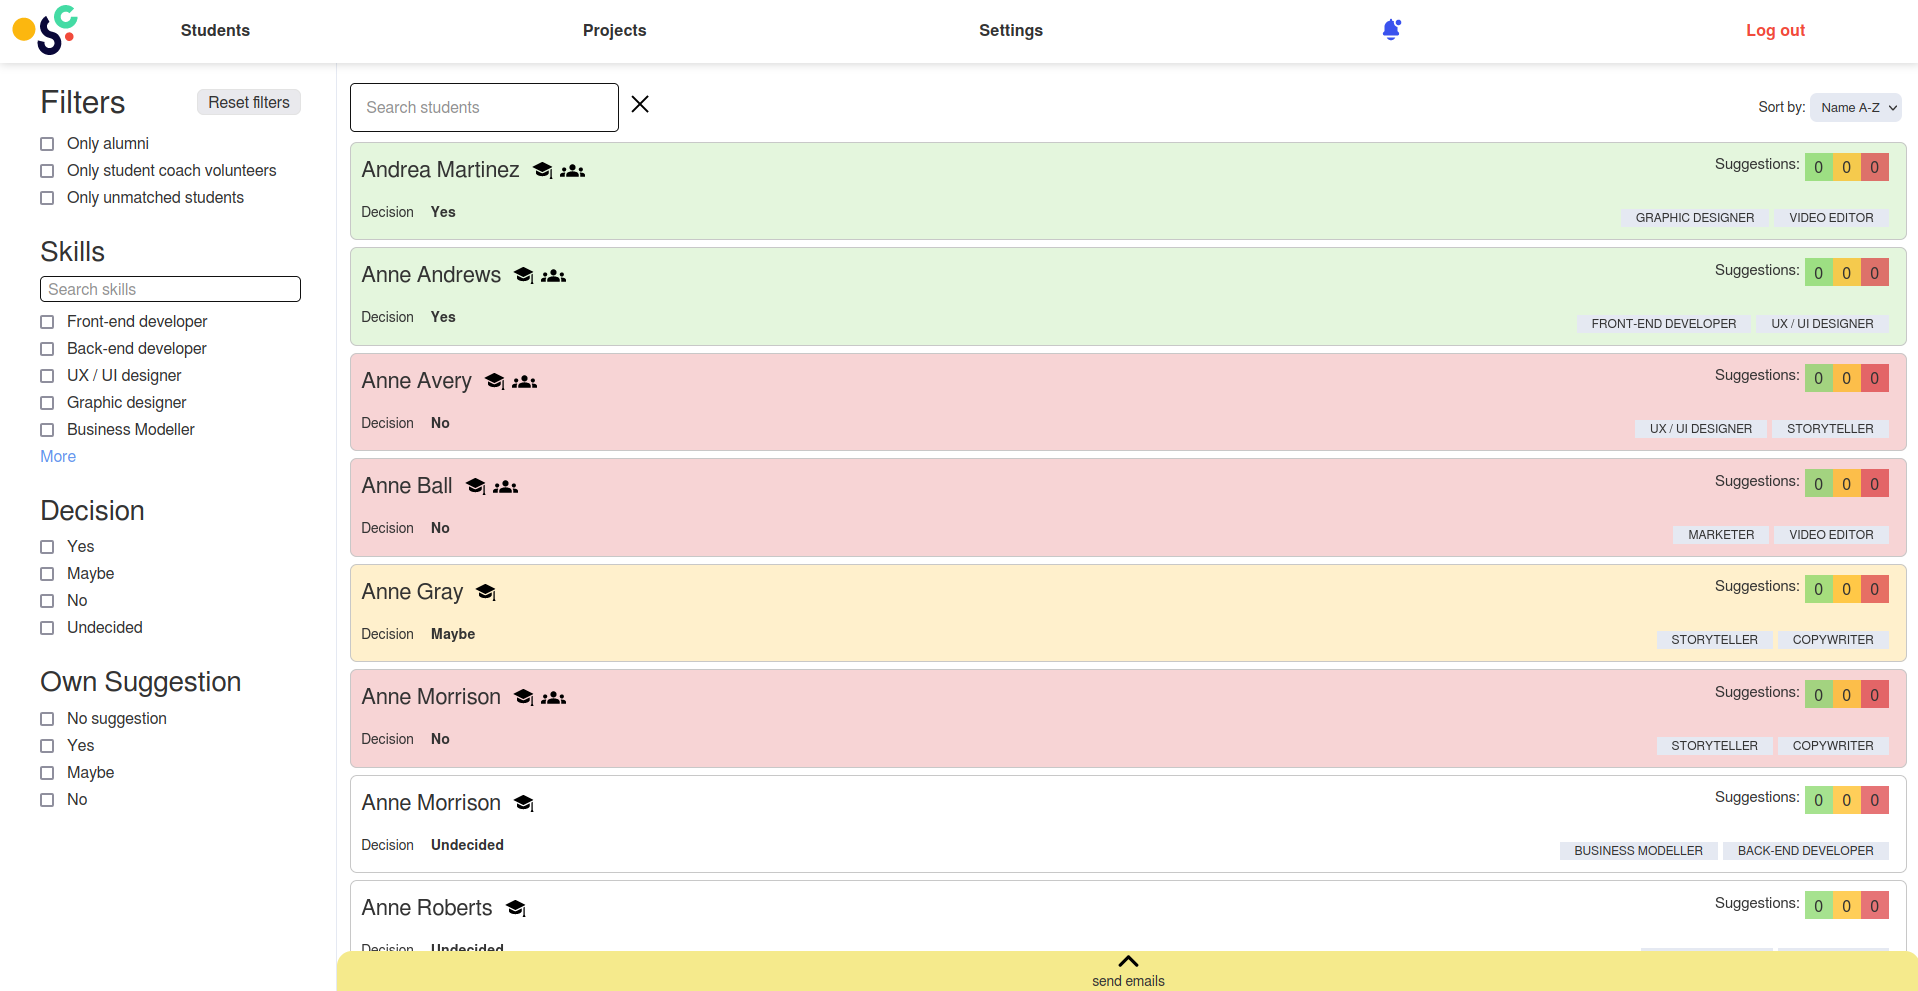 Students
Projects
Settings
Log out
Filters
Reset filters
Only alumni
Only student coach volunteers
Only unmatched students
Skills
Search skills
Front-end developer
Back-end developer
UX / UI designer
Graphic designer
Business Modeller
More
Decision
Yes
Maybe
No
Undecided
Own Suggestion
No suggestion
Yes
Maybe
No
Search students
Sort by: Name A-Z
Andrea Martinez
Suggestions: 0 0 0
Decision Yes
GRAPHIC DESIGNER VIDEO EDITOR
Anne Andrews
Suggestions: 0 0 0
Decision Yes
FRONT-END DEVELOPER UX / UI DESIGNER
Anne Avery
Suggestions: 0 0 0
Decision No
UX / UI DESIGNER STORYTELLER
Anne Ball
Suggestions: 0 0 0
Decision No
MARKETER VIDEO EDITOR
Anne Gray
Suggestions: 0 0 0
Decision Maybe
STORYTELLER COPYWRITER
Anne Morrison
Suggestions: 0 0 0
Decision No
STORYTELLER COPYWRITER
Anne Morrison
Suggestions: 0 0 0
Decision Undecided
BUSINESS MODELLER BACK-END DEVELOPER
Anne Roberts
Suggestions: 0 0 0
Decision Undecided
send emails